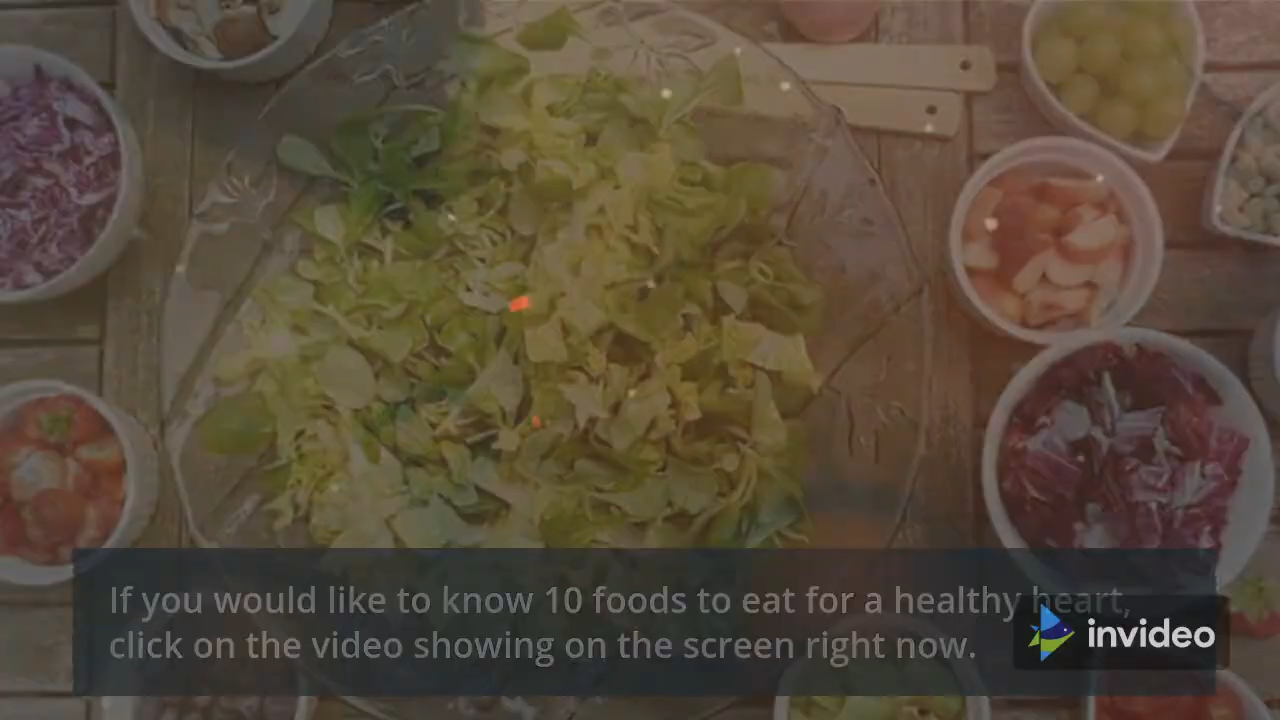 If you would like to know 10 foods to eat for a healthy heart,
click on the video showing on the screen right now.
invideo